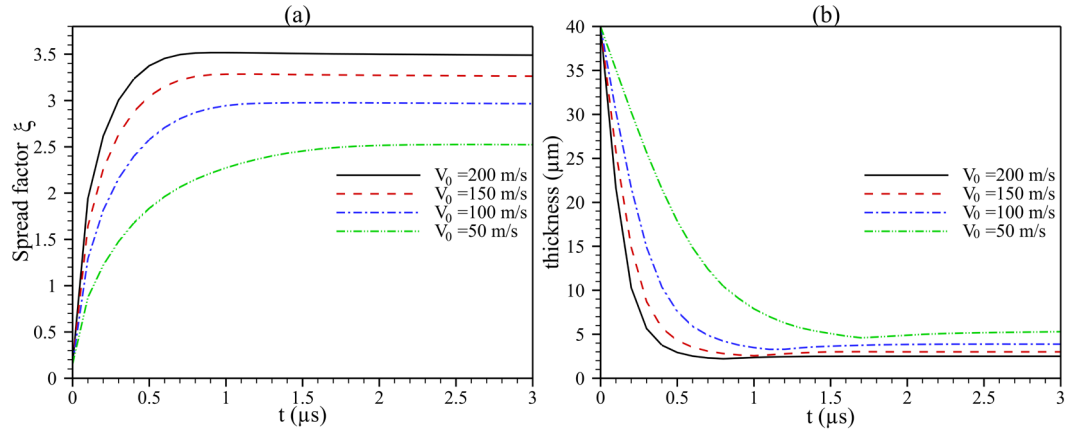 (a)
3.5
3
2.5
2
1.5
1
0.5
0
Spread factor ξ
V₀ =200 m/s
V₀ =150 m/s
V₀ =100 m/s
V₀ =50 m/s
0 0.5 1 1.5 2 2.5 3
t (μs)
(b)
40
35
30
25
20
15
10
5
0
thickness (μm)
V₀ =200 m/s
V₀ =150 m/s
V₀ =100 m/s
V₀ =50 m/s
0 0.5 1 1.5 2 2.5 3
t (μs)